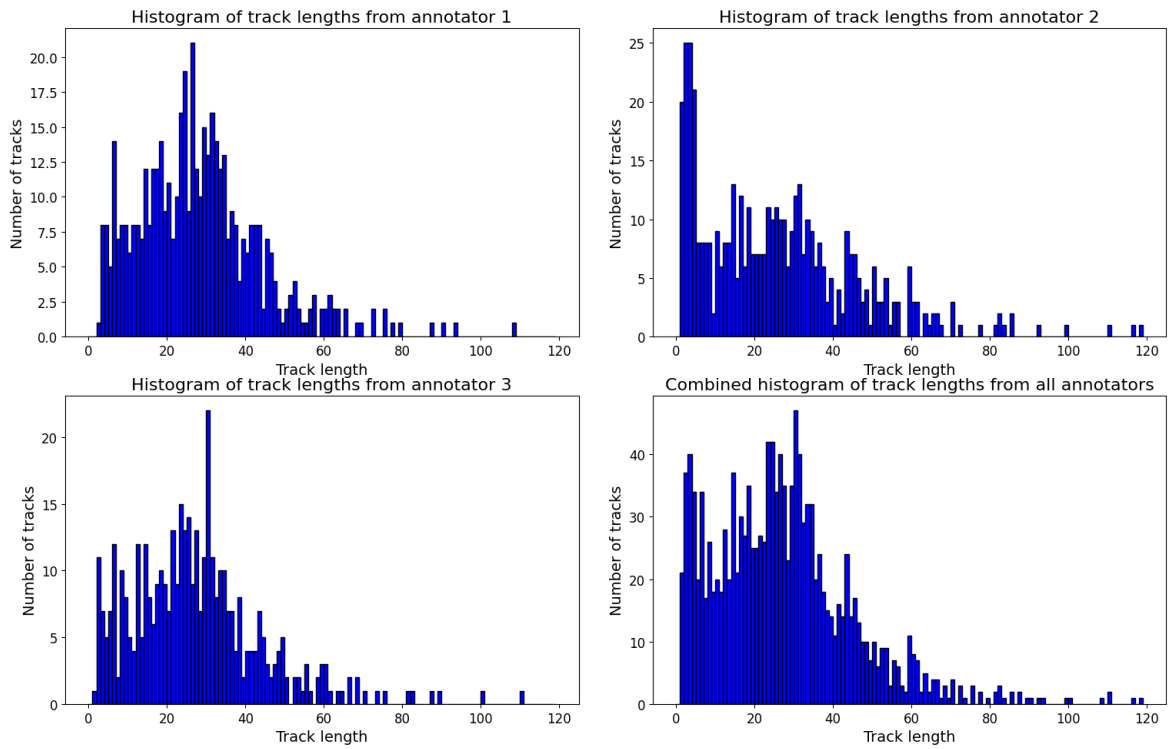 Histogram of track lengths from annotator 1
Number of tracks
20.0
17.5
15.0
12.5
10.0
7.5
5.0
2.5
0.0
0 20 40 60 80 100 120
Track length
Histogram of track lengths from annotator 2
Number of tracks
25
20
15
10
5
0
0 20 40 60 80 100 120
Track length
Histogram of track lengths from annotator 3
Number of tracks
20
15
10
5
0
0 20 40 60 80 100 120
Track length
Combined histogram of track lengths from all annotators
Number of tracks
40
30
20
10
0
0 20 40 60 80 100 120
Track length